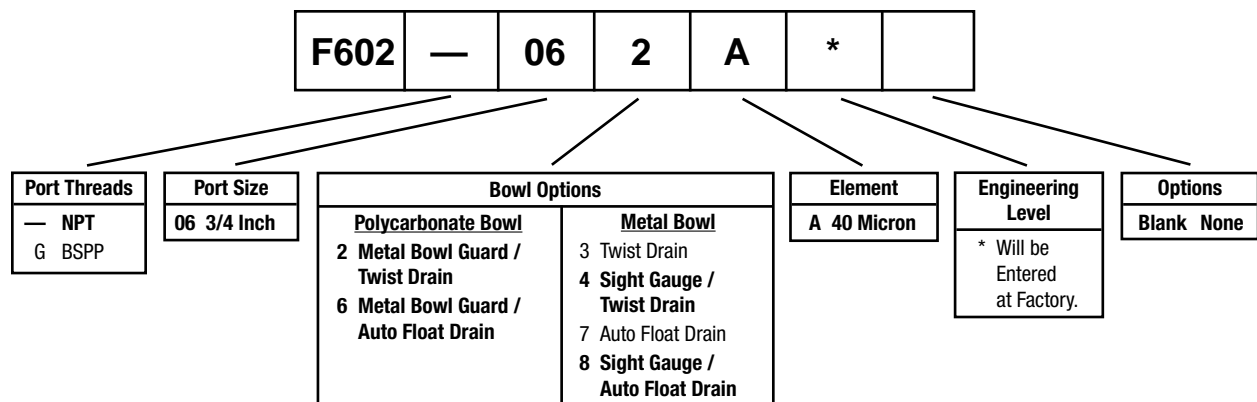 F602 — 06 2 A *
Port Threads
— NPT
G BSPP
Port Size
06 3/4 Inch
Bowl Options
Polycarbonate Bowl
2 Metal Bowl Guard /
Twist Drain
6 Metal Bowl Guard /
Auto Float Drain
Metal Bowl
3 Twist Drain
4 Sight Gauge /
Twist Drain
7 Auto Float Drain
8 Sight Gauge /
Auto Float Drain
Element
A 40 Micron
Engineering
Level
* Will be
Entered
at Factory.
Options
Blank None